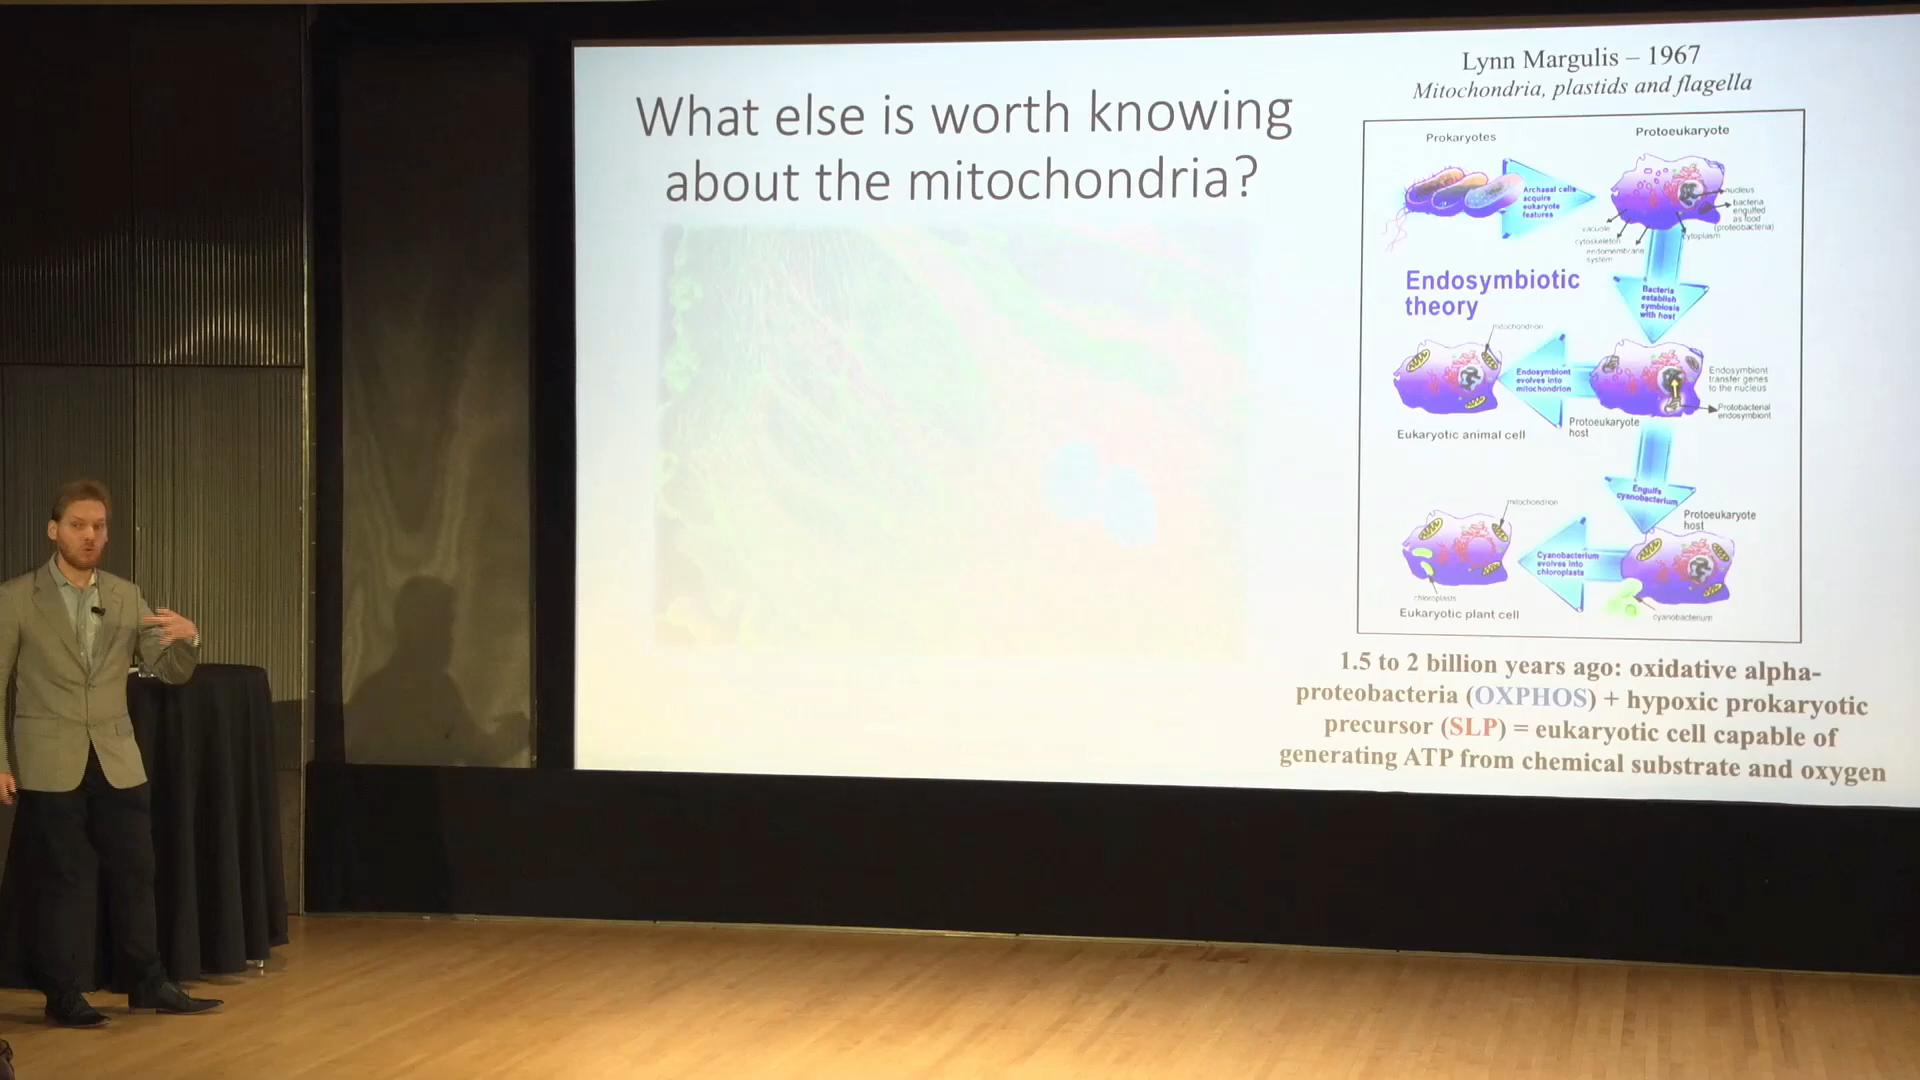 What else is worth knowing
about the mitochondria?
Lynn Margulis – 1967
Mitochondria, plastids and flagella
Prokaryotes
Protoeukaryote
Archaeal cells
acquire
eukaryote
features
nucleus
bacteria
engulfed
as food
(proteobacteria)
vacuole
cytoskeleton
endomembrane
system
cytoplasm
Endosymbiotic
theory
Bacteria
establish
symbiosis
with host
mitochondrion
Endosymbiont
evolves into
mitochondrion
Endosymbiont
transfer genes
to the nucleus
Protobacterial
endosymbiont
Protoeukaryote
host
Eukaryotic animal cell
Engulfs
cyanobacterium
mitochondrion
Protoeukaryote
host
Cyanobacterium
evolves into
chloroplasts
chloroplasts
Eukaryotic plant cell
cyanobacterium
1.5 to 2 billion years ago: oxidative alpha-
proteobacteria (OXPHOS) + hypoxic prokaryotic
precursor (SLP) = eukaryotic cell capable of
generating ATP from chemical substrate and oxygen